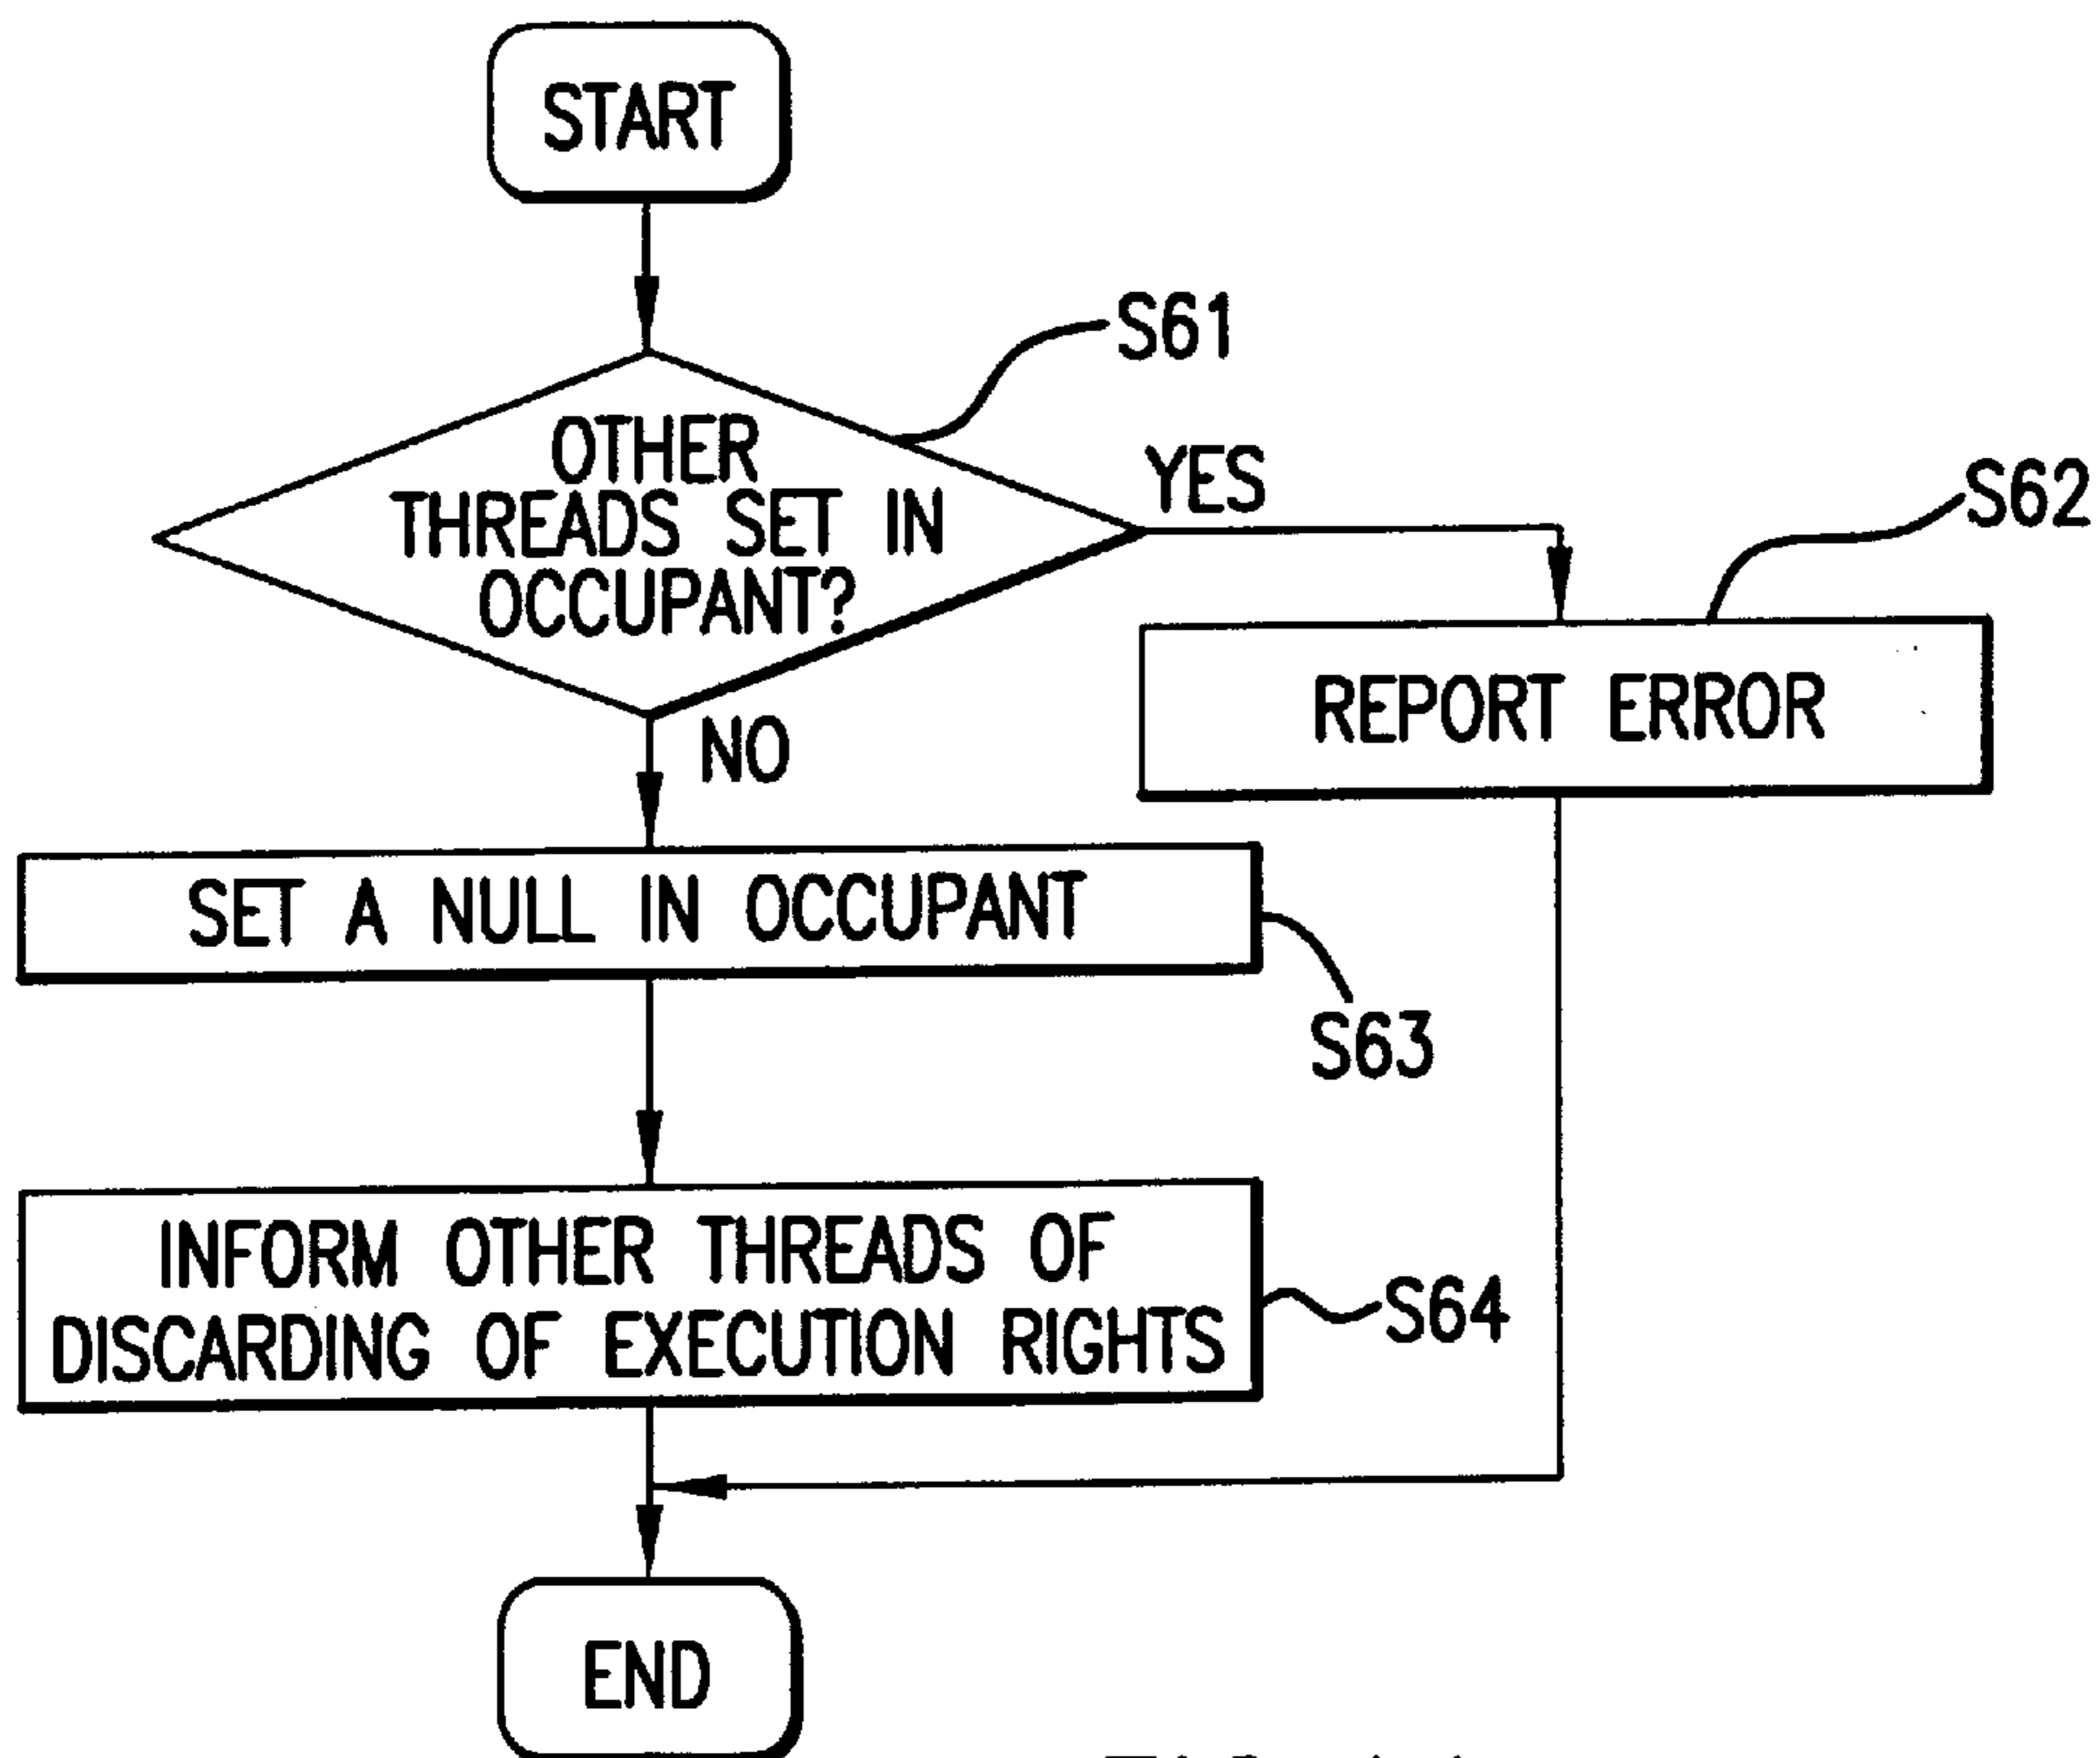 START
S61
OTHER
THREADS SET IN
OCCUPANT?
YES
S62
REPORT ERROR
NO
SET A NULL IN OCCUPANT
S63
INFORM OTHER THREADS OF
DISCARDING OF EXECUTION RIGHTS
S64
END